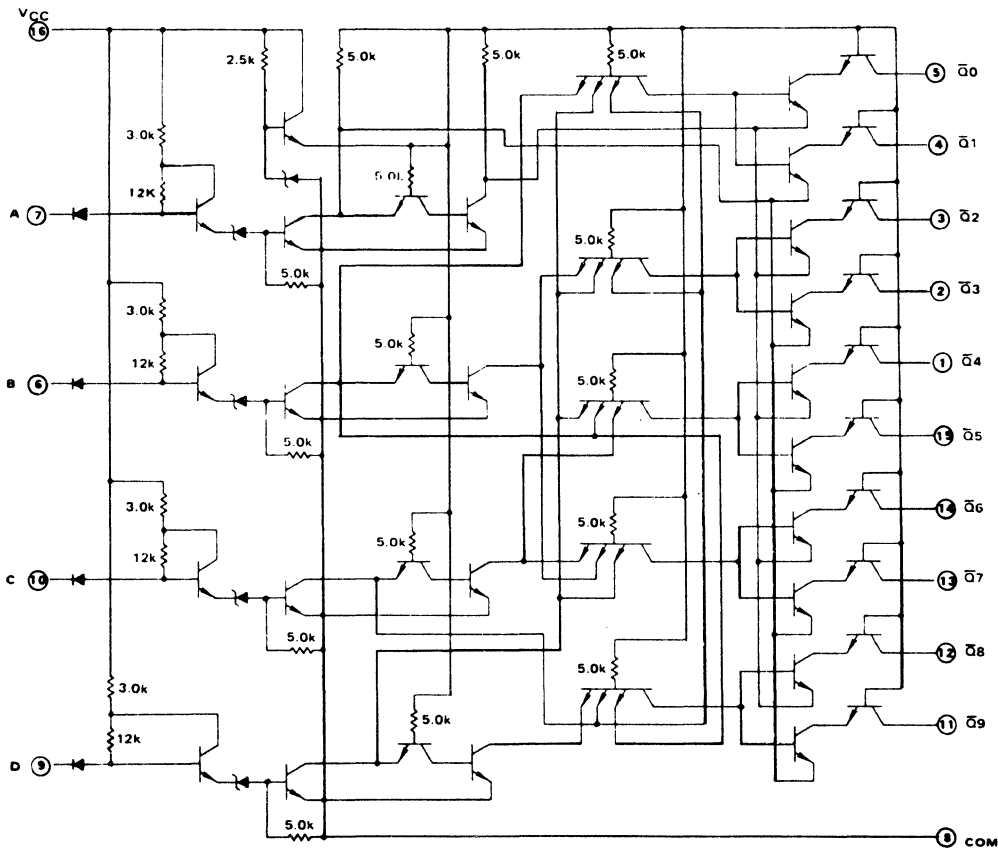 VCC
16
2.5k
5.0k
5.0k
5.0k
5 Q̅0
3.0k
4 Q̅1
12K
5.0k
A 7
3 Q̅2
5.0k
5.0k
2 Q̅3
3.0k
5.0k
1 Q̅4
12k
5.0k
B 6
15 Q̅5
5.0k
3.0k
14 Q̅6
5.0k
5.0k
12k
C 10
13 Q̅7
5.0k
12 Q̅8
5.0k
3.0k
5.0k
11 Q̅9
12k
D 9
5.0k
8 COM